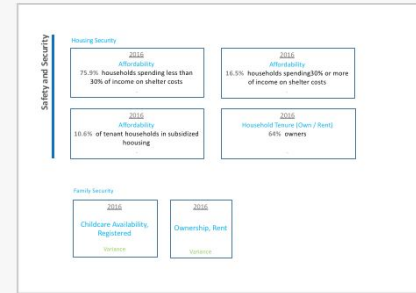 Safety and Security
Housing Security
2016
Affordability
75.9% households spending less than
30% of income on shelter costs
2016
Affordability
16.5% households spending30% or more
of income on shelter costs
2016
Affordability
10.6% of tenant households in subsidized
hoousing
2016
Household Tenure (Own / Rent)
64% owners
Family Security
2016
Childcare Availability,
Registered
Variance
2016
Ownership, Rent
Variance